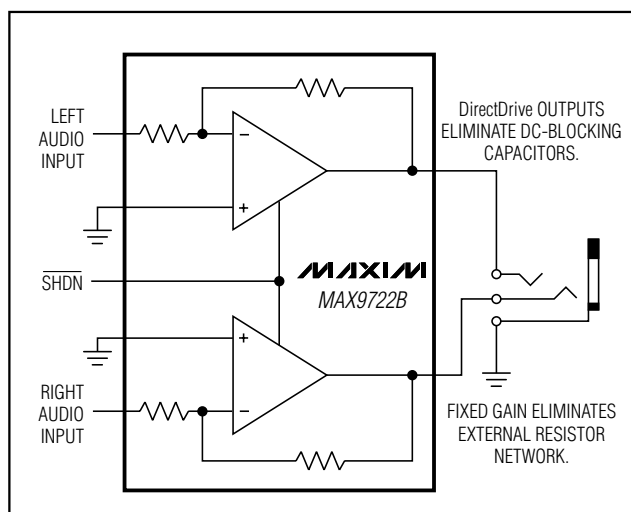 LEFT
AUDIO
INPUT
DirectDrive OUTPUTS
ELIMINATE DC-BLOCKING
CAPACITORS.
−
+
SHDN
MAXIM
MAX9722B
+
−
RIGHT
AUDIO
INPUT
FIXED GAIN ELIMINATES
EXTERNAL RESISTOR
NETWORK.